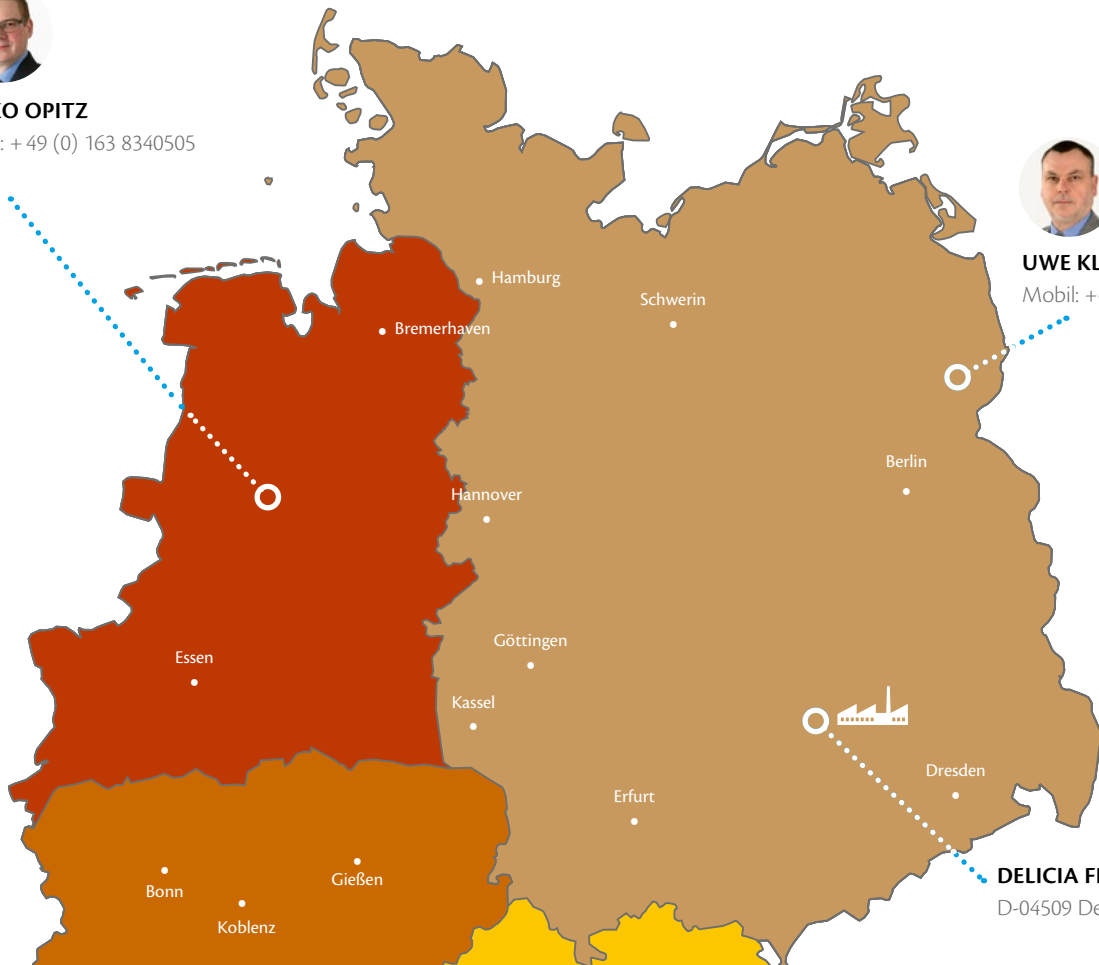 KO OPITZ
: + 49 (0) 163 8340505
UWE KL
Mobil: +
Hamburg
Schwerin
Bremerhaven
Berlin
Hannover
Göttingen
Essen
Kassel
Dresden
Erfurt
DELICIA
D-04509 De
Gießen
Bonn
Koblenz